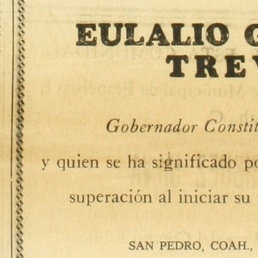 EULALIO G
TREV
Gobernador Constit
y quien se ha significado po
superación al iniciar su
SAN PEDRO, COAH.,